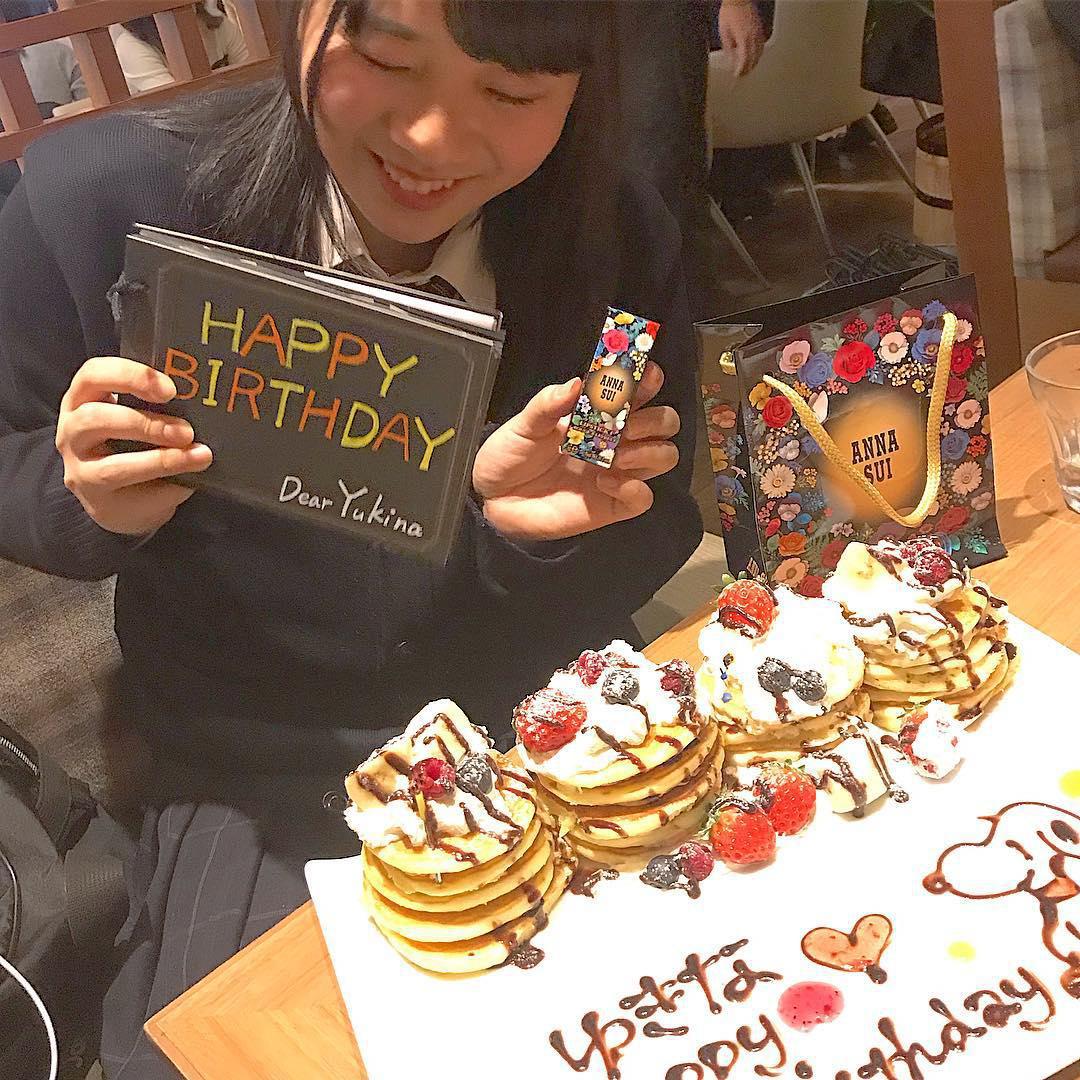 HAPPY
BIRTHDAY
Dear Yukina
ANNA
SUI
ANNA
SUI
ゆきな